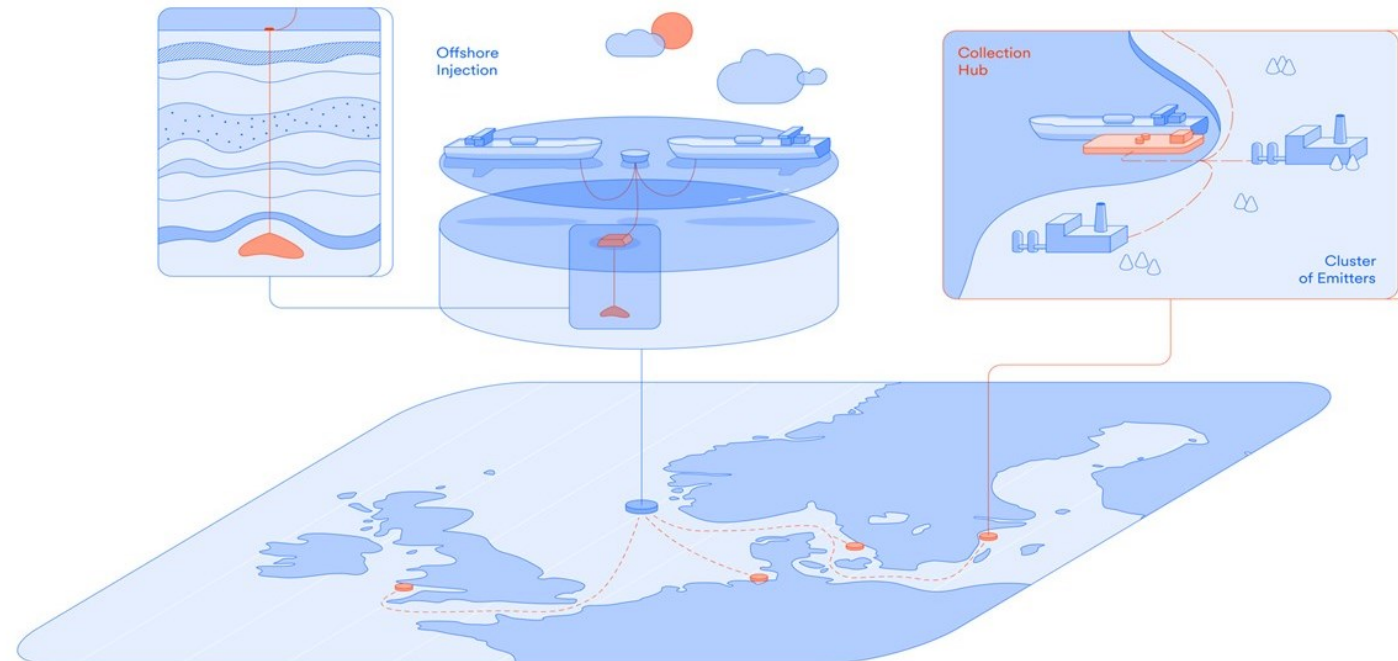 Offshore
Injection
Collection
Hub
Cluster
of Emitters